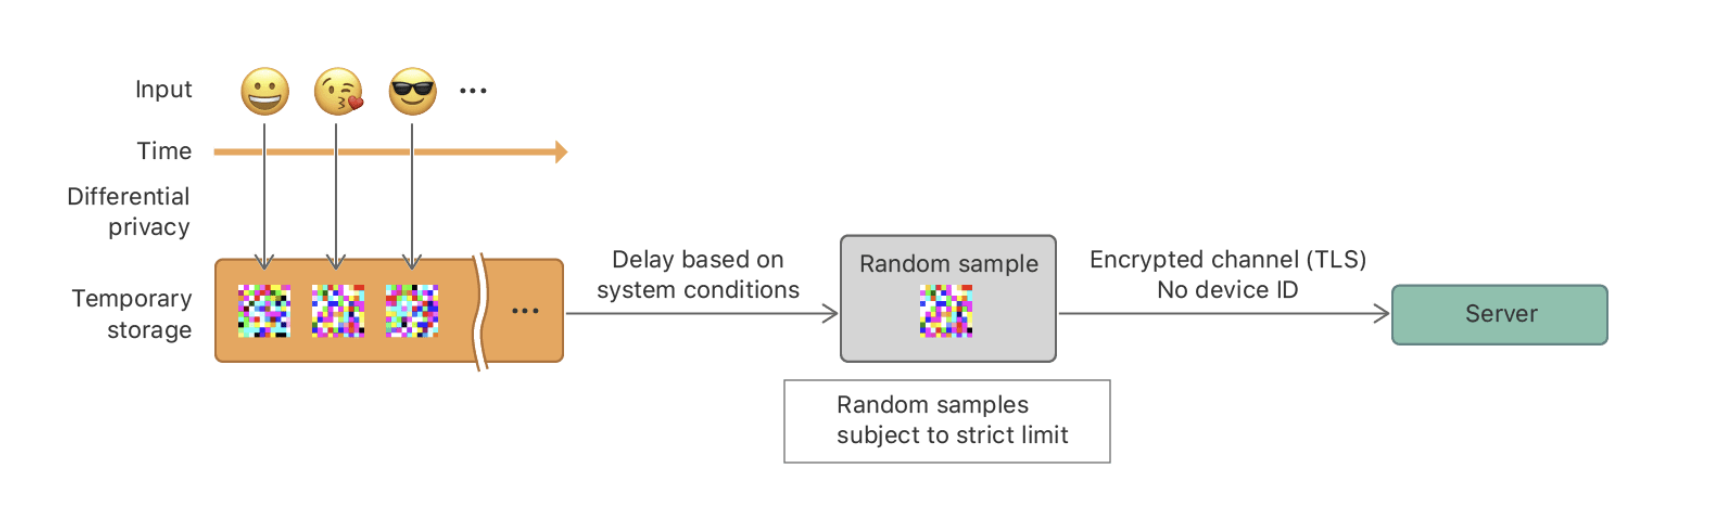 Input
...
Time
Differential
privacy
Temporary
storage
...
Delay based on
system conditions
Random sample
Encrypted channel (TLS)
No device ID
Server
Random samples
subject to strict limit